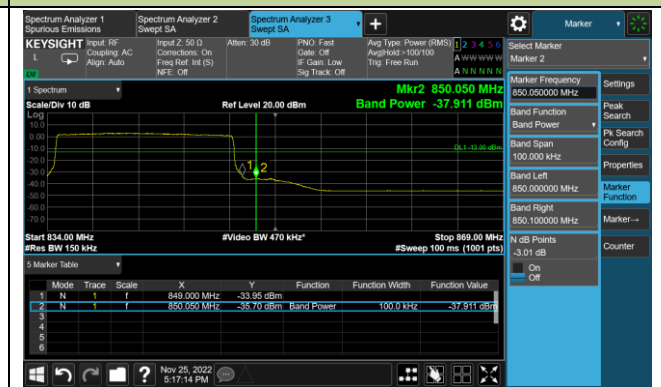 Spectrum Analyzer 1
Spurious Emissions
Spectrum Analyzer 2
Swept SA
Spectrum Analyzer 3
Swept SA
+
Marker
KEYSIGHT
L
LW
Input: RF
Coupling: AC
Align: Auto
Input Z: 50 Ω
Corrections: On
Freq Ref: Int (S)
NFE: Off
Atten: 30 dB
PNO: Fast
Gate: Off
IF Gain: Low
Sig Track: Off
Avg Type: Power (RMS)
Avg|Hold:>100/100
Trig: Free Run
1 2 3 4 5 6
A W W W W W
A N N N N N
Select Marker
Marker 2
1 Spectrum
Scale/Div 10 dB
Log
Ref Level 20.00 dBm
Mkr2 850.050 MHz
Band Power -37.911 dBm
10.0
0.00
-10.0
-20.0
-30.0
-40.0
-50.0
-60.0
-70.0
DL1 -13.00 dBm
1
2
Start 834.00 MHz
#Res BW 150 kHz
#Video BW 470 kHz*
Stop 869.00 MHz
#Sweep 100 ms (1001 pts)
5 Marker Table
Mode Trace Scale X Y Function Function Width Function Value
1 N 1 f 849.000 MHz -33.95 dBm
2 N 1 f 850.050 MHz -35.70 dBm Band Power 100.0 kHz -37.911 dBm
3
4
5
6
Marker Frequency
850.050000 MHz
Band Function
Band Power
Band Span
100.000 kHz
Band Left
850.000000 MHz
Band Right
850.100000 MHz
N dB Points
-3.01 dB
On
Off
Settings
Peak
Search
Pk Search
Config
Properties
Marker
Function
Marker→
Counter
?
Nov 25, 2022
5:17:14 PM